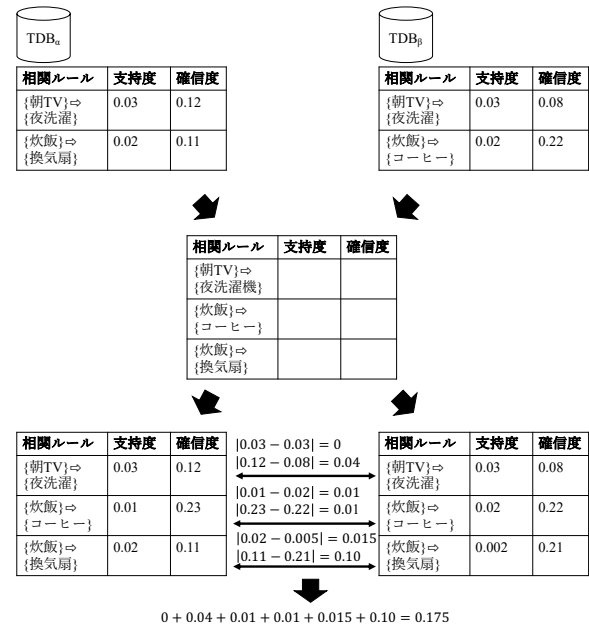 TDBα
TDBβ
相関ルール 支持度 確信度
{朝TV}⇨
{夜洗濯} 0.03 0.12
{炊飯}⇨
{換気扇} 0.02 0.11
相関ルール 支持度 確信度
{朝TV}⇨
{夜洗濯} 0.03 0.08
{炊飯}⇨
{コーヒー} 0.02 0.22
相関ルール 支持度 確信度
{朝TV}⇨
{夜洗濯機}
{炊飯}⇨
{コーヒー}
{炊飯}⇨
{換気扇}
相関ルール 支持度 確信度
{朝TV}⇨
{夜洗濯} 0.03 0.12
{炊飯}⇨
{コーヒー} 0.01 0.23
{炊飯}⇨
{換気扇} 0.02 0.11
|0.03 − 0.03| = 0
|0.12 − 0.08| = 0.04
|0.01 − 0.02| = 0.01
|0.23 − 0.22| = 0.01
|0.02 − 0.005| = 0.015
|0.11 − 0.21| = 0.10
相関ルール 支持度 確信度
{朝TV}⇨
{夜洗濯} 0.03 0.08
{炊飯}⇨
{コーヒー} 0.02 0.22
{炊飯}⇨
{換気扇} 0.002 0.21
0 + 0.04 + 0.01 + 0.01 + 0.015 + 0.10 = 0.175